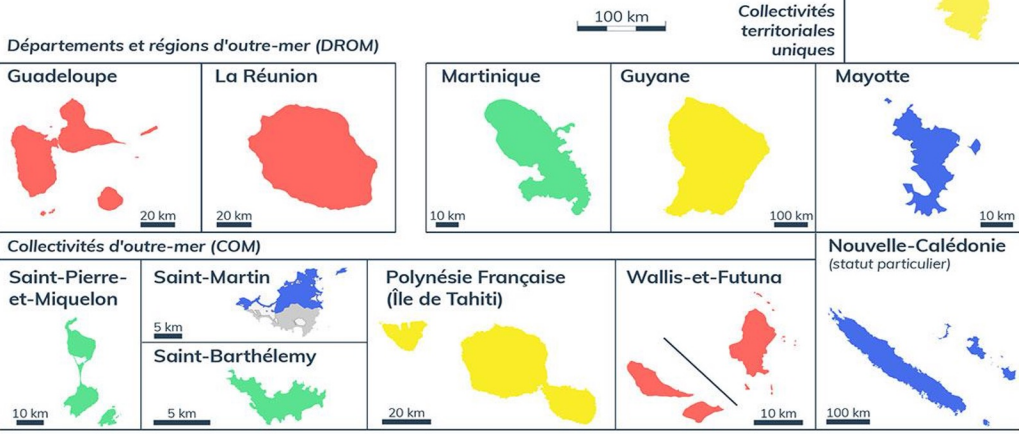 100 km
Collectivités
territoriales
uniques
Départements et régions d'outre-mer (DROM)
Guadeloupe
20 km
La Réunion
20 km
Martinique
10 km
Guyane
100 km
Mayotte
10 km
Collectivités d'outre-mer (COM)
Saint-Pierre-
et-Miquelon
10 km
Saint-Martin
5 km
Saint-Barthélemy
5 km
Polynésie Française
(Île de Tahiti)
20 km
Wallis-et-Futuna
10 km
Nouvelle-Calédonie
(statut particulier)
100 km